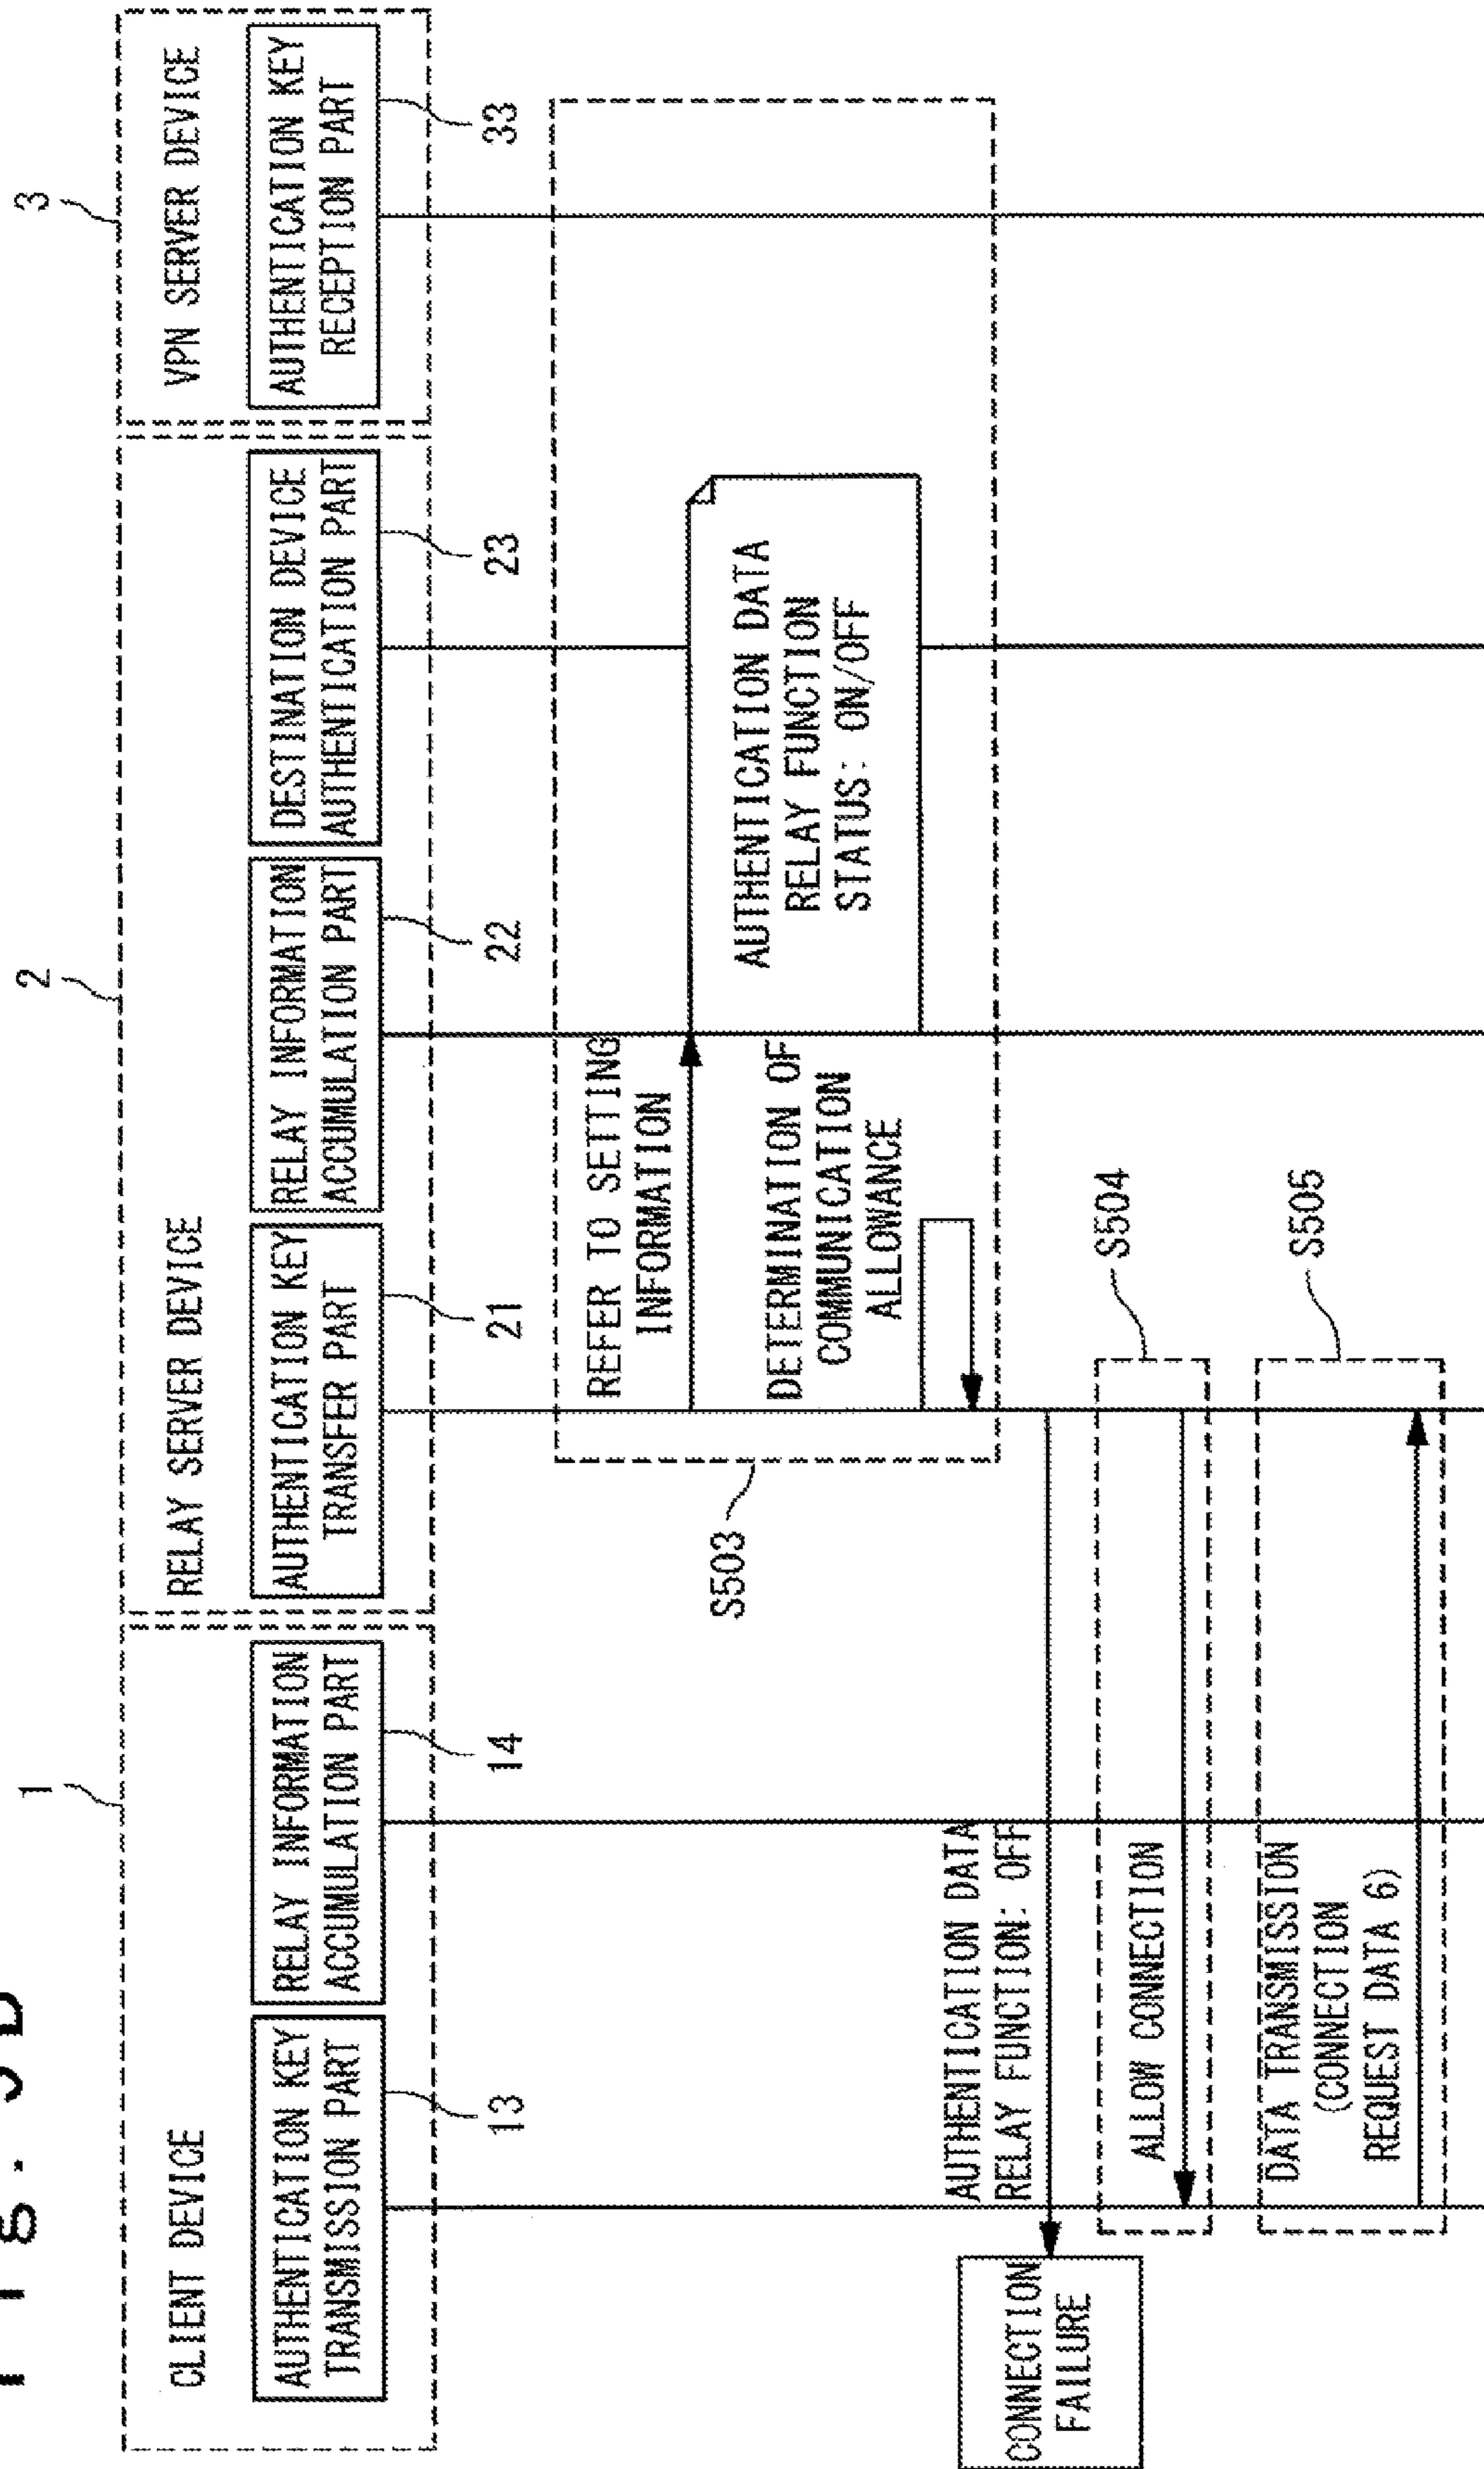 1
2
3
CLIENT DEVICE
RELAY SERVER DEVICE
VPN SERVER DEVICE
AUTHENTICATION KEY
TRANSMISSION PART
RELAY INFORMATION
ACCUMULATION PART
AUTHENTICATION KEY
TRANSFER PART
RELAY INFORMATION
ACCUMULATION PART
DESTINATION DEVICE
AUTHENTICATION PART
AUTHENTICATION KEY
RECEPTION PART
13
14
21
22
23
33
S503
REFER TO SETTING
INFORMATION
AUTHENTICATION DATA
RELAY FUNCTION
STATUS: ON/OFF
DETERMINATION OF
COMMUNICATION
ALLOWANCE
AUTHENTICATION DATA
RELAY FUNCTION: OFF
CONNECTION
FAILURE
ALLOW CONNECTION
S504
DATA TRANSMISSION
(CONNECTION
REQUEST DATA 6)
S505